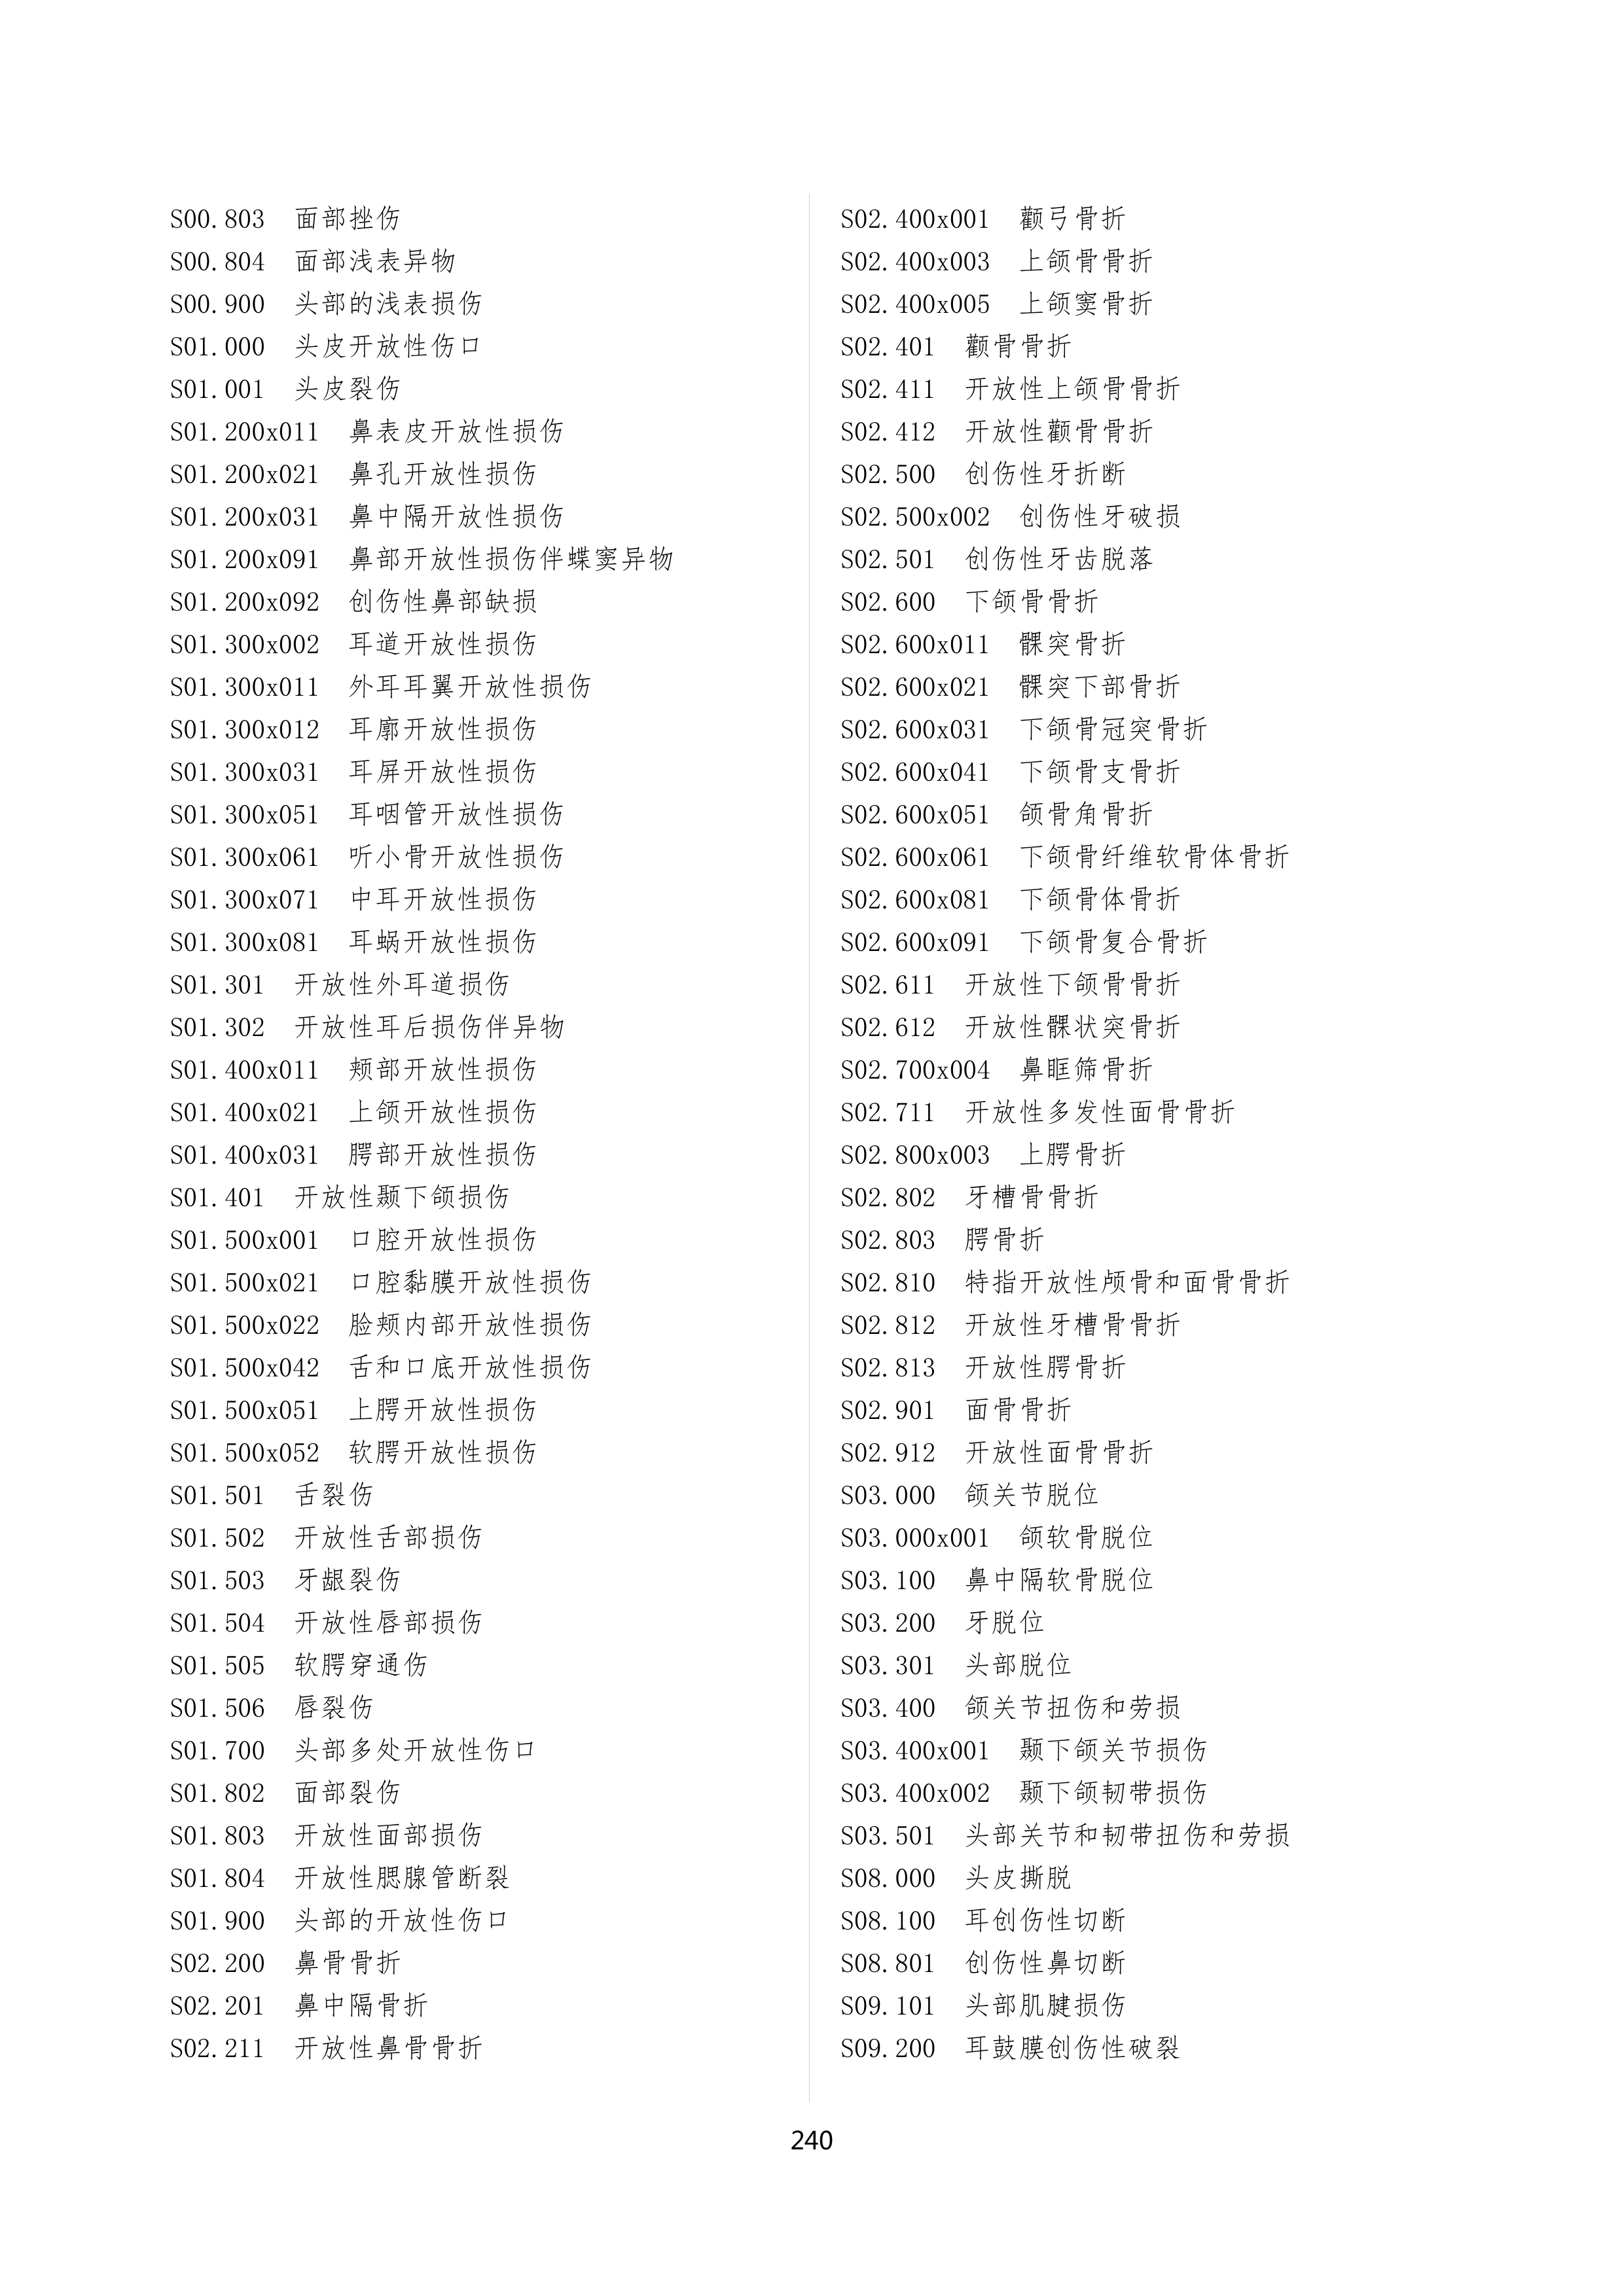 S00.803 面部挫伤
S00.804 面部浅表异物
S00.900 头部的浅表损伤
S01.000 头皮开放性伤口
S01.001 头皮裂伤
S01.200x011 鼻表皮开放性损伤
S01.200x021 鼻孔开放性损伤
S01.200x031 鼻中隔开放性损伤
S01.200x091 鼻部开放性损伤伴蝶窦异物
S01.200x092 创伤性鼻部缺损
S01.300x002 耳道开放性损伤
S01.300x011 外耳耳翼开放性损伤
S01.300x012 耳廓开放性损伤
S01.300x031 耳屏开放性损伤
S01.300x051 耳咽管开放性损伤
S01.300x061 听小骨开放性损伤
S01.300x071 中耳开放性损伤
S01.300x081 耳蜗开放性损伤
S01.301 开放性外耳道损伤
S01.302 开放性耳后损伤伴异物
S01.400x011 颊部开放性损伤
S01.400x021 上颌开放性损伤
S01.400x031 腭部开放性损伤
S01.401 开放性颞下颌损伤
S01.500x001 口腔开放性损伤
S01.500x021 口腔黏膜开放性损伤
S01.500x022 脸颊内部开放性损伤
S01.500x042 舌和口底开放性损伤
S01.500x051 上腭开放性损伤
S01.500x052 软腭开放性损伤
S01.501 舌裂伤
S01.502 开放性舌部损伤
S01.503 牙龈裂伤
S01.504 开放性唇部损伤
S01.505 软腭穿通伤
S01.506 唇裂伤
S01.700 头部多处开放性伤口
S01.802 面部裂伤
S01.803 开放性面部损伤
S01.804 开放性腮腺管断裂
S01.900 头部的开放性伤口
S02.200 鼻骨骨折
S02.201 鼻中隔骨折
S02.211 开放性鼻骨骨折
S02.400x001 颧弓骨折
S02.400x003 上颌骨骨折
S02.400x005 上颌窦骨折
S02.401 颧骨骨折
S02.411 开放性上颌骨骨折
S02.412 开放性颧骨骨折
S02.500 创伤性牙折断
S02.500x002 创伤性牙破损
S02.501 创伤性牙齿脱落
S02.600 下颌骨骨折
S02.600x011 髁突骨折
S02.600x021 髁突下部骨折
S02.600x031 下颌骨冠突骨折
S02.600x041 下颌骨支骨折
S02.600x051 颌骨角骨折
S02.600x061 下颌骨纤维软骨体骨折
S02.600x081 下颌骨体骨折
S02.600x091 下颌骨复合骨折
S02.611 开放性下颌骨骨折
S02.612 开放性髁状突骨折
S02.700x004 鼻眶筛骨折
S02.711 开放性多发性面骨骨折
S02.800x003 上腭骨折
S02.802 牙槽骨骨折
S02.803 腭骨折
S02.810 特指开放性颅骨和面骨骨折
S02.812 开放性牙槽骨骨折
S02.813 开放性腭骨折
S02.901 面骨骨折
S02.912 开放性面骨骨折
S03.000 颌关节脱位
S03.000x001 颌软骨脱位
S03.100 鼻中隔软骨脱位
S03.200 牙脱位
S03.301 头部脱位
S03.400 颌关节扭伤和劳损
S03.400x001 颞下颌关节损伤
S03.400x002 颞下颌韧带损伤
S03.501 头部关节和韧带扭伤和劳损
S08.000 头皮撕脱
S08.100 耳创伤性切断
S08.801 创伤性鼻切断
S09.101 头部肌腱损伤
S09.200 耳鼓膜创伤性破裂
240